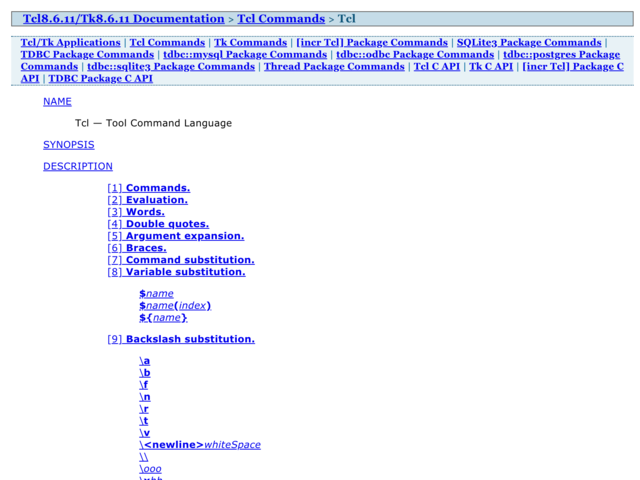 Tcl8.6.11/Tk8.6.11 Documentation > Tcl Commands > Tcl
Tcl/Tk Applications | Tcl Commands | Tk Commands | [incr Tcl] Package Commands | SQLite3 Package Commands |
TDBC Package Commands | tdbc::mysql Package Commands | tdbc::odbc Package Commands | tdbc::postgres Package
Commands | tdbc::sqlite3 Package Commands | Thread Package Commands | Tcl C API | Tk C API | [incr Tcl] Package C
API | TDBC Package C API
NAME
Tcl — Tool Command Language
SYNOPSIS
DESCRIPTION
[1] Commands.
[2] Evaluation.
[3] Words.
[4] Double quotes.
[5] Argument expansion.
[6] Braces.
[7] Command substitution.
[8] Variable substitution.
$name
$name(index)
${name}
[9] Backslash substitution.
\a
\b
\f
\n
\r
\t
\v
\<newline>whiteSpace
\\
\ooo